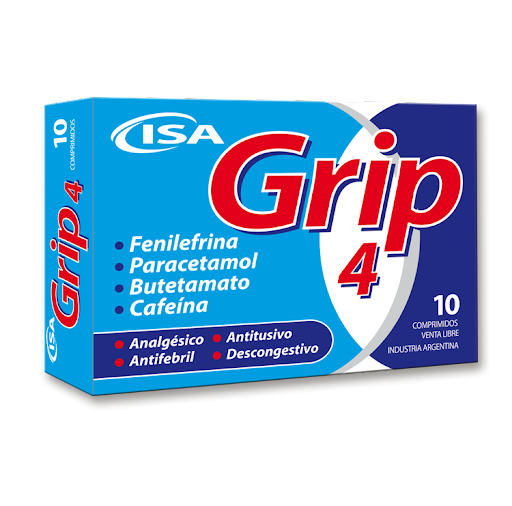 ISA
Grip
4
• Fenilefrina
• Paracetamol
• Butetamato
• Cafeína
• Analgésico • Antitusivo
• Antifebril • Descongestivo
10
COMPRIMIDOS
VENTA LIBRE
INDUSTRIA ARGENTINA
10
COMPRIMIDOS
Grip 4
ISA